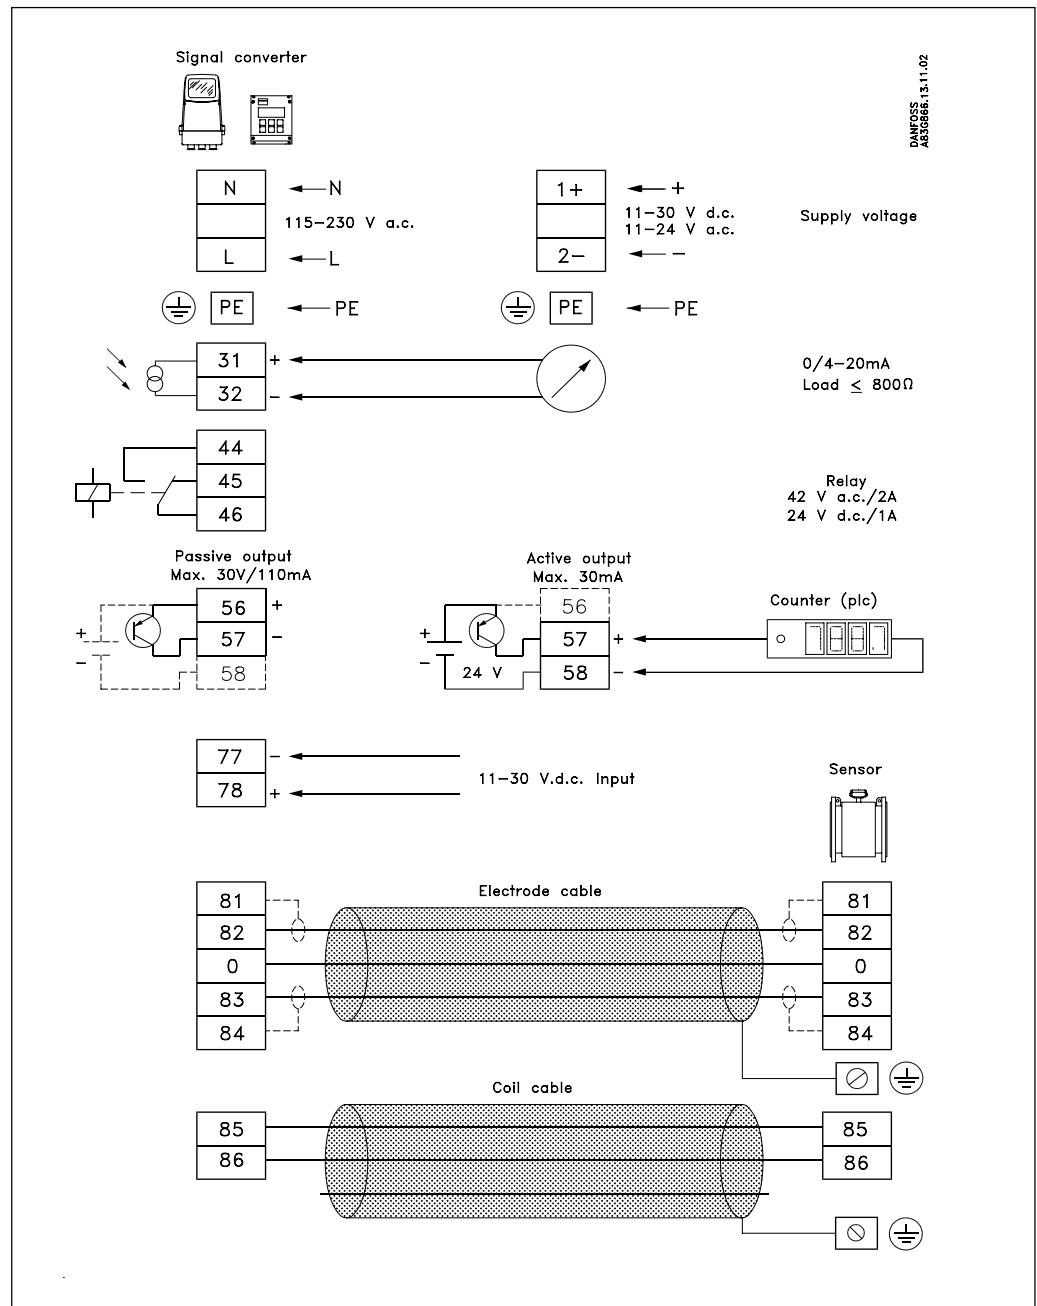 Signal converter
DANFOSS
A83G866.13.11.02
N
N
1+
+
115-230 V a.c.
11-30 V d.c.
11-24 V a.c.
Supply voltage
L
L
2-
-
PE
PE
PE
PE
31
+
32
-
0/4-20mA
Load ≤ 800Ω
44
45
46
Relay
42 V a.c./2A
24 V d.c./1A
Passive output
Max. 30V/110mA
56
+
57
-
58
+
-
Active output
Max. 30mA
56
57
+
58
-
+
-
24 V
Counter (plc)
77
-
78
+
11-30 V.d.c. Input
Sensor
Electrode cable
81
81
82
82
0
0
83
83
84
84
Coil cable
85
85
86
86